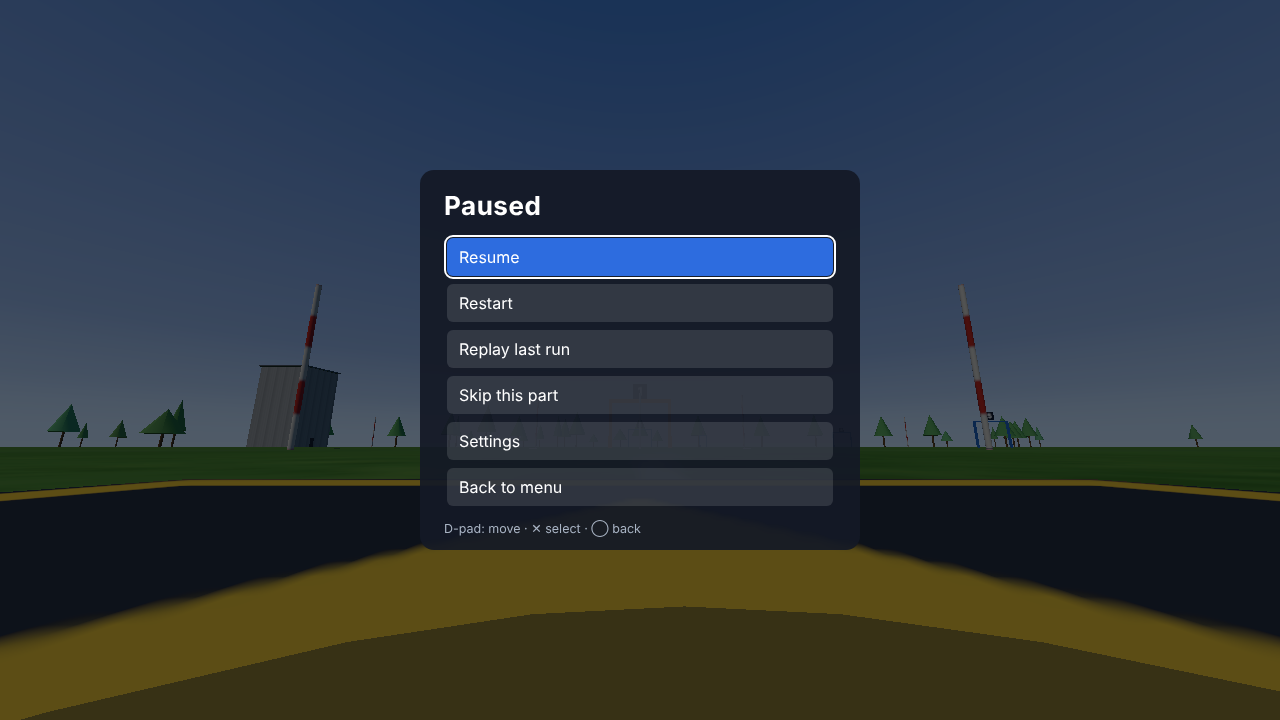 Paused
Resume
Restart
Replay last run
Skip this part
Settings
Back to menu
D-pad: move · ✕ select · ◯ back